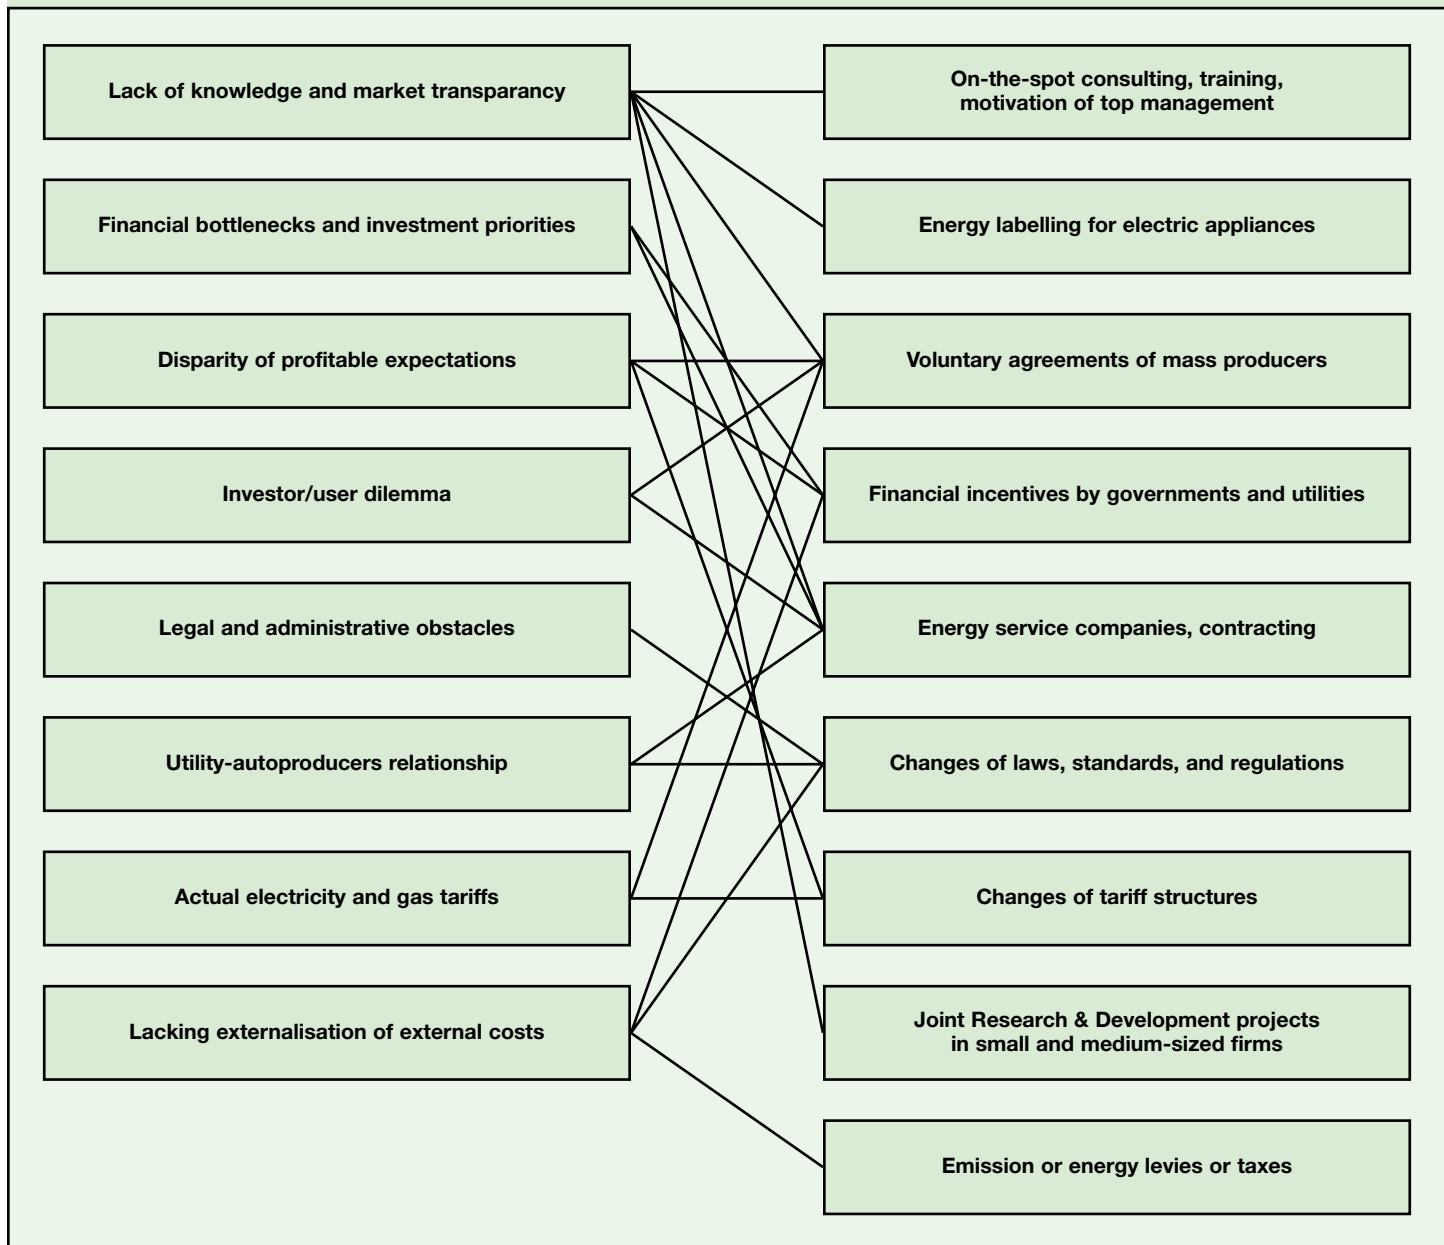 Lack of knowledge and market transparancy
Financial bottlenecks and investment priorities
Disparity of profitable expectations
Investor/user dilemma
Legal and administrative obstacles
Utility-autoproducers relationship
Actual electricity and gas tariffs
Lacking externalisation of external costs
On-the-spot consulting, training,
motivation of top management
Energy labelling for electric appliances
Voluntary agreements of mass producers
Financial incentives by governments and utilities
Energy service companies, contracting
Changes of laws, standards, and regulations
Changes of tariff structures
Joint Research & Development projects
in small and medium-sized firms
Emission or energy levies or taxes